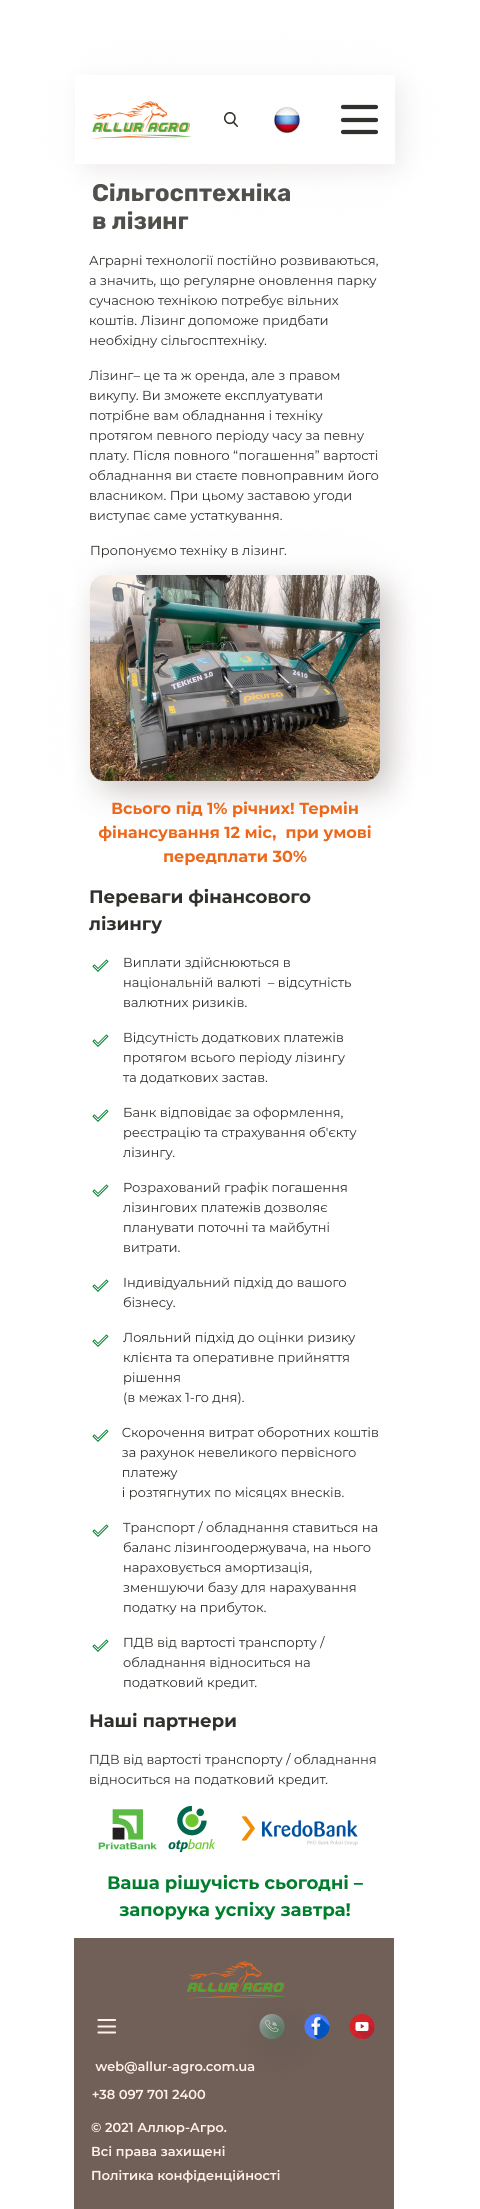 ALLUR AGRO
Сільгосптехніка
в лізинг
Аграрні технології постійно розвиваються,
а значить, що регулярне оновлення парку
сучасною технікою потребує вільних
коштів. Лізинг допоможе придбати
необхідну сільгосптехніку.
Лізинг– це та ж оренда, але з правом
викупу. Ви зможете експлуатувати
потрібне вам обладнання і техніку
протягом певного періоду часу за певну
плату. Після повного “погашення” вартості
обладнання ви стаєте повноправним його
власником. При цьому заставою угоди
виступає саме устаткування.
Пропонуємо техніку в лізинг.
TEKKEN 3.0
2410
picursa
Всього під 1% річних! Термін
фінансування 12 міс,  при умові
передплати 30%
Переваги фінансового
лізингу
Виплати здійснюються в
національній валюті  – відсутність
валютних ризиків.
Відсутність додаткових платежів
протягом всього періоду лізингу
та додаткових застав.
Банк відповідає за оформлення,
реєстрацію та страхування об'єкту
лізингу.
Розрахований графік погашення
лізингових платежів дозволяє
планувати поточні та майбутні
витрати.
Індивідуальний підхід до вашого
бізнесу.
Лояльний підхід до оцінки ризику
клієнта та оперативне прийняття
рішення
(в межах 1-го дня).
Скорочення витрат оборотних коштів
за рахунок невеликого первісного
платежу
і розтягнутих по місяцях внесків.
Транспорт / обладнання ставиться на
баланс лізингоодержувача, на нього
нараховується амортизація,
зменшуючи базу для нарахування
податку на прибуток.
ПДВ від вартості транспорту /
обладнання відноситься на
податковий кредит.
Наші партнери
ПДВ від вартості транспорту / обладнання
відноситься на податковий кредит.
PrivatBank
otpbank
KredoBank
PKO Bank Polski Group
Ваша рішучість сьогодні –
запорука успіху завтра!
ALLUR AGRO
web@allur-agro.com.ua
+38 097 701 2400
© 2021 Аллюр-Агро.
Всі права захищені
Політика конфіденційності